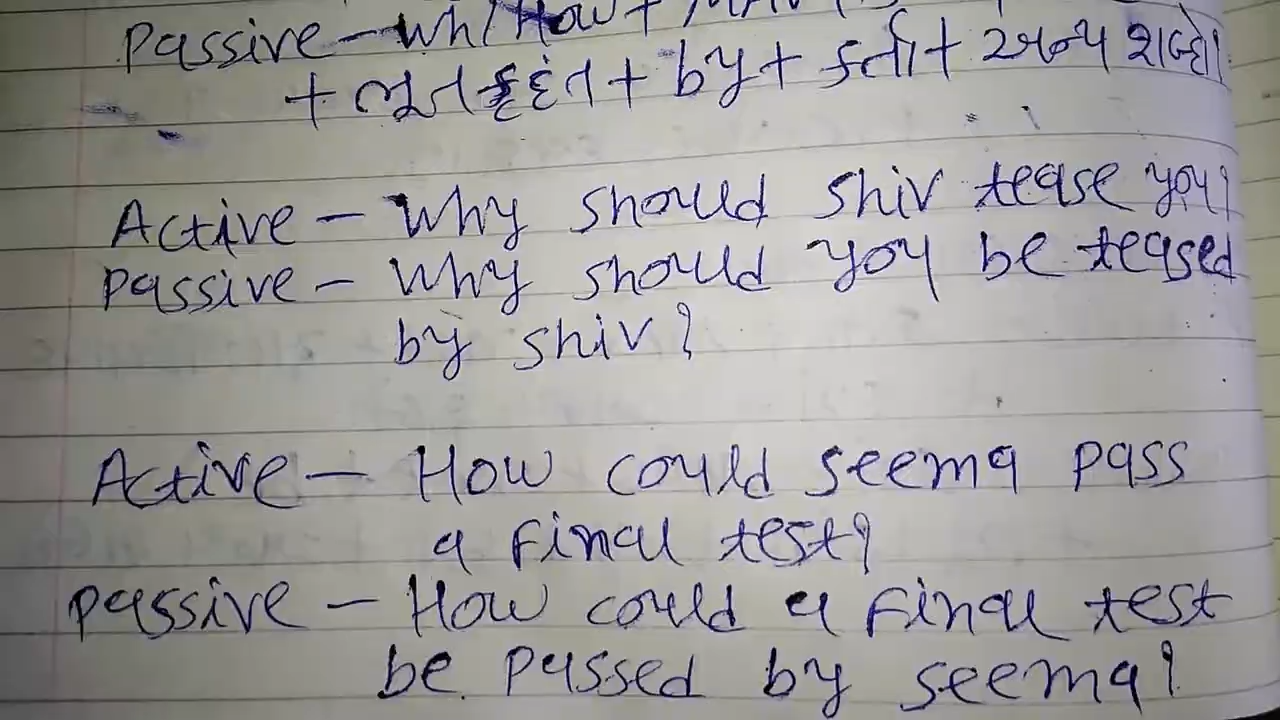 Passive - Wh/How +
+ ભૂત કૃદંત + by + કર્તા + અન્ય શબ્દો
Active - Why should shiv tease you?
Passive - Why should you be teased
by shiv?
Active - How could seema pass
a final test?
passive - How could a final test
be passed by seema?